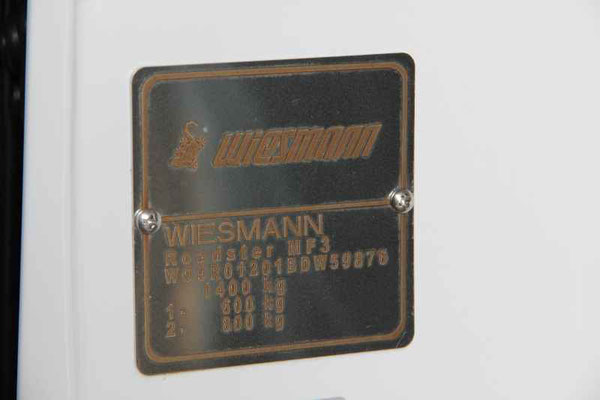 wiesmann
WIESMANN
Roadster MF3
1400 kg
1. 600 kg
2. 800 kg